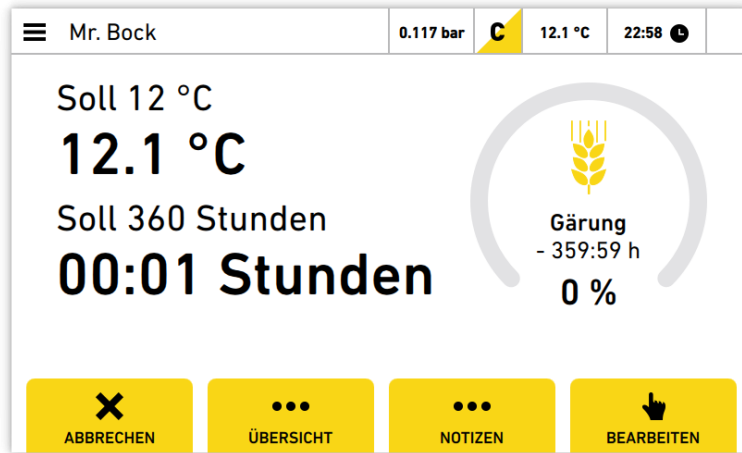 Mr. Bock
0.117 bar
C
12.1 °C
22:58
Soll 12 °C
12.1 °C
Soll 360 Stunden
00:01 Stunden
Gärung
- 359:59 h
0 %
ABBRECHEN
ÜBERSICHT
NOTIZEN
BEARBEITEN